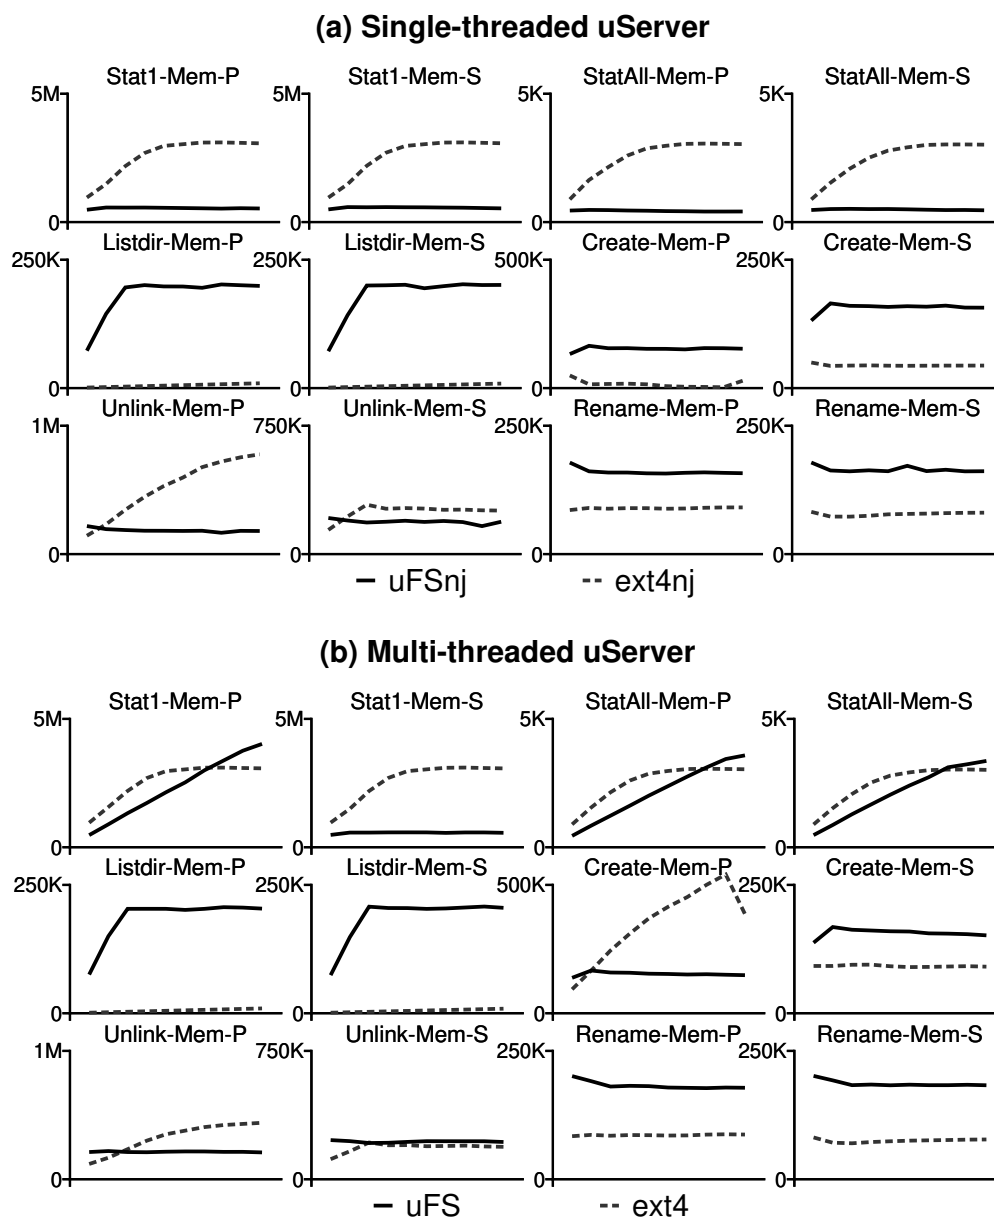 (a) Single-threaded uServer
Stat1-Mem-P Stat1-Mem-S StatAll-Mem-P StatAll-Mem-S
5M 5M 5K 5K
0 0 0 0
Listdir-Mem-P Listdir-Mem-S Create-Mem-P Create-Mem-S
250K 250K 500K 250K
0 0 0 0
Unlink-Mem-P Unlink-Mem-S Rename-Mem-P Rename-Mem-S
1M 750K 250K 250K
0 0 0 0
uFSnj ext4nj
(b) Multi-threaded uServer
Stat1-Mem-P Stat1-Mem-S StatAll-Mem-P StatAll-Mem-S
5M 5M 5K 5K
0 0 0 0
Listdir-Mem-P Listdir-Mem-S Create-Mem-P Create-Mem-S
250K 250K 500K 250K
0 0 0 0
Unlink-Mem-P Unlink-Mem-S Rename-Mem-P Rename-Mem-S
1M 750K 250K 250K
0 0 0 0
uFS ext4